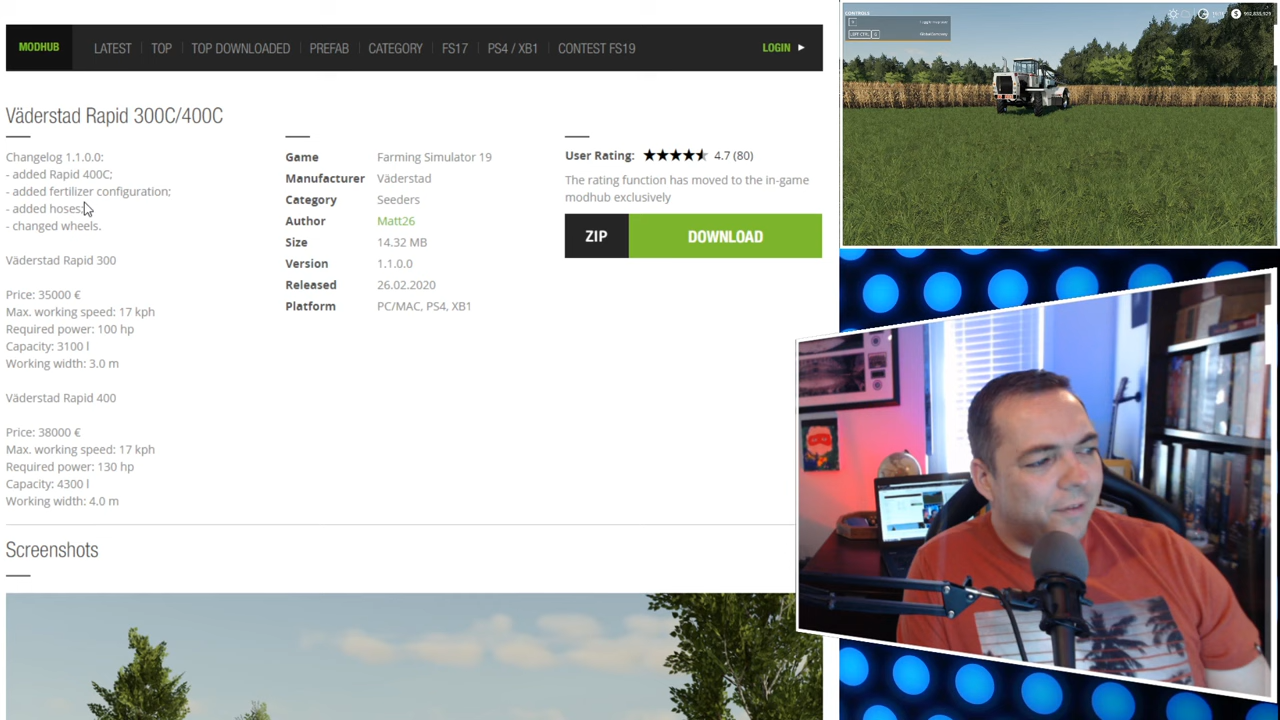 MODHUB
LATEST
TOP
TOP DOWNLOADED
PREFAB
CATEGORY
FS17
PS4 / XB1
CONTEST FS19
LOGIN
Väderstad Rapid 300C/400C
Changelog 1.1.0.0:
- added Rapid 400C;
- added fertilizer configuration;
- added hoses;
- changed wheels.
Väderstad Rapid 300
Price: 35000 €
Max. working speed: 17 kph
Required power: 100 hp
Capacity: 3100 l
Working width: 3.0 m
Väderstad Rapid 400
Price: 38000 €
Max. working speed: 17 kph
Required power: 130 hp
Capacity: 4300 l
Working width: 4.0 m
Game Farming Simulator 19
Manufacturer Väderstad
Category Seeders
Author Matt26
Size 14.32 MB
Version 1.1.0.0
Released 26.02.2020
Platform PC/MAC, PS4, XB1
User Rating: 4.7 (80)
The rating function has moved to the in-game
modhub exclusively
ZIP DOWNLOAD
Screenshots
CONTROLS